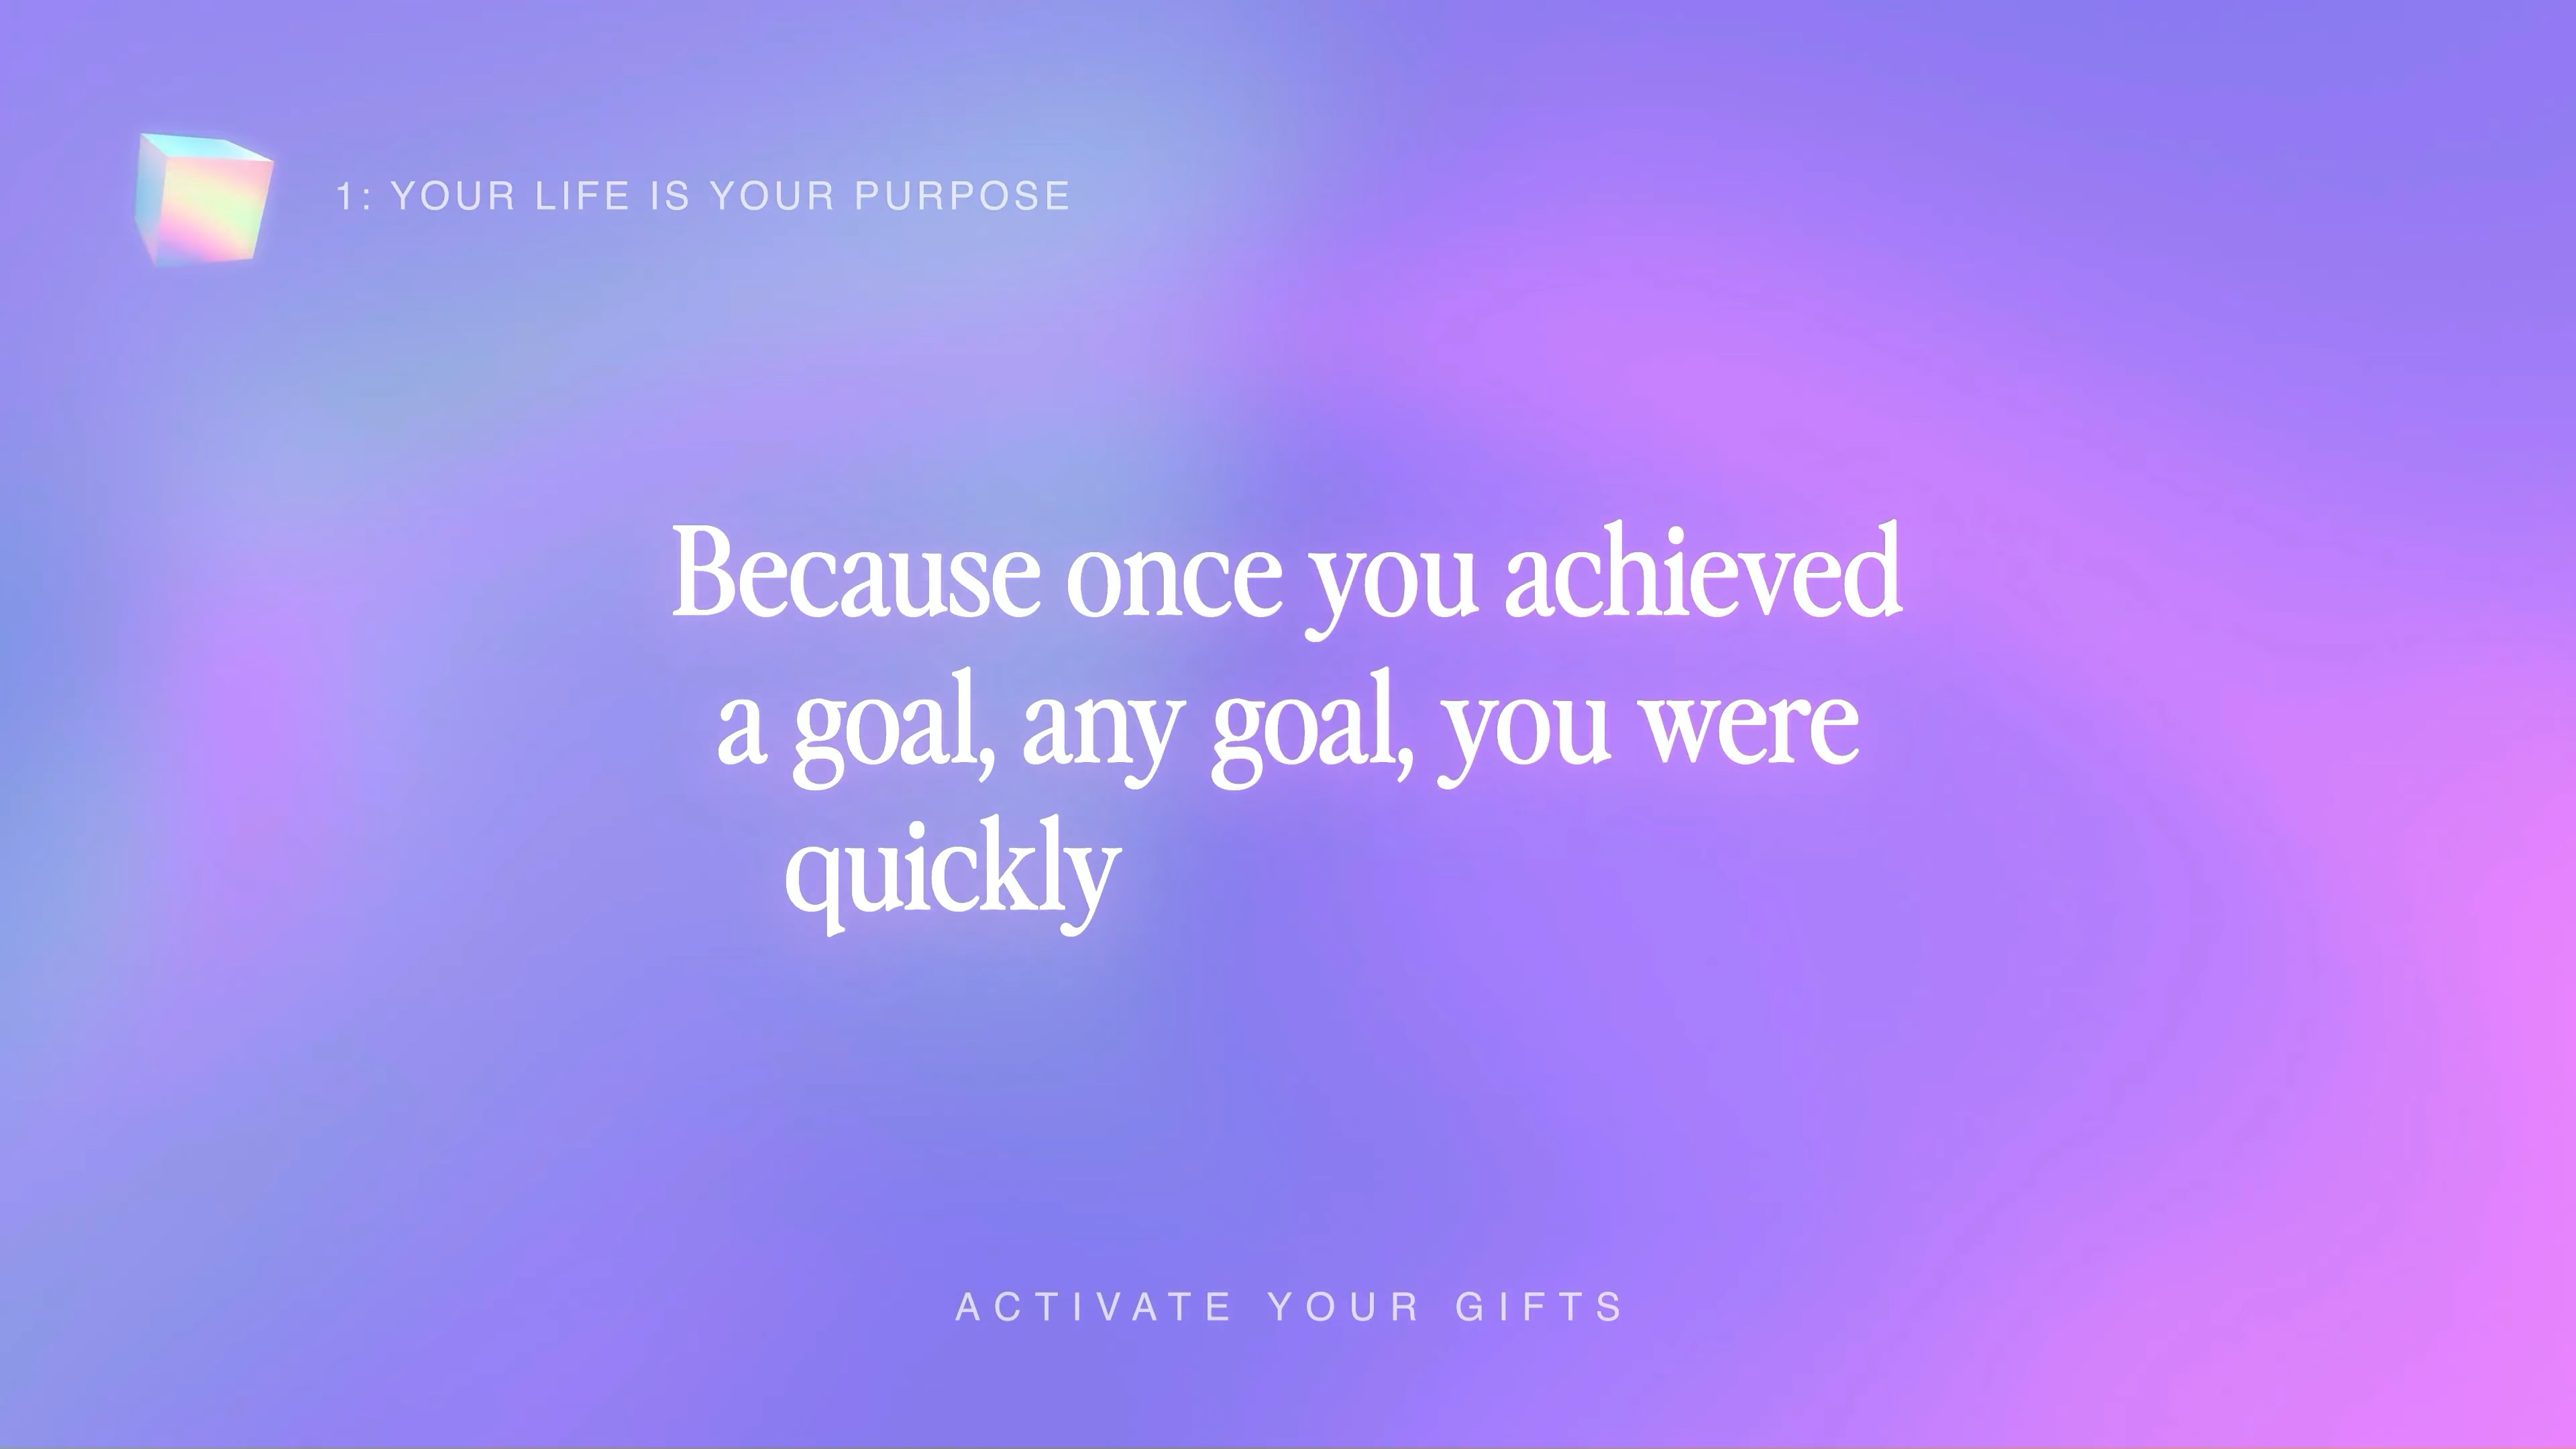 1: YOUR LIFE IS YOUR PURPOSE
Because once you achieved
a goal, any goal, you were
quickly
ACTIVATE YOUR GIFTS